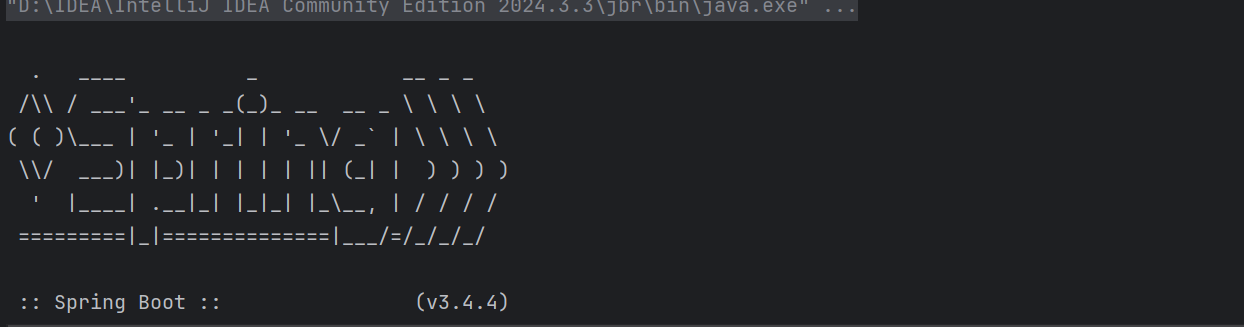 "D:\IDEA\IntelliJ IDEA Community Edition 2024.3.3\jbr\bin\java.exe" ...
  .   ____          _            __ _ _
 /\\ / ___'_ __ _ _(_)_ __  __ _ \ \ \ \
( ( )\___ | '_ | '_| | '_ \/ _` | \ \ \ \
 \\/  ___)| |_)| | | | | || (_| |  ) ) ) )
  '  |____| .__|_| |_|_| |_\__, | / / / /
 =========|_|==============|___/=/_/_/_/
 :: Spring Boot ::                (v3.4.4)